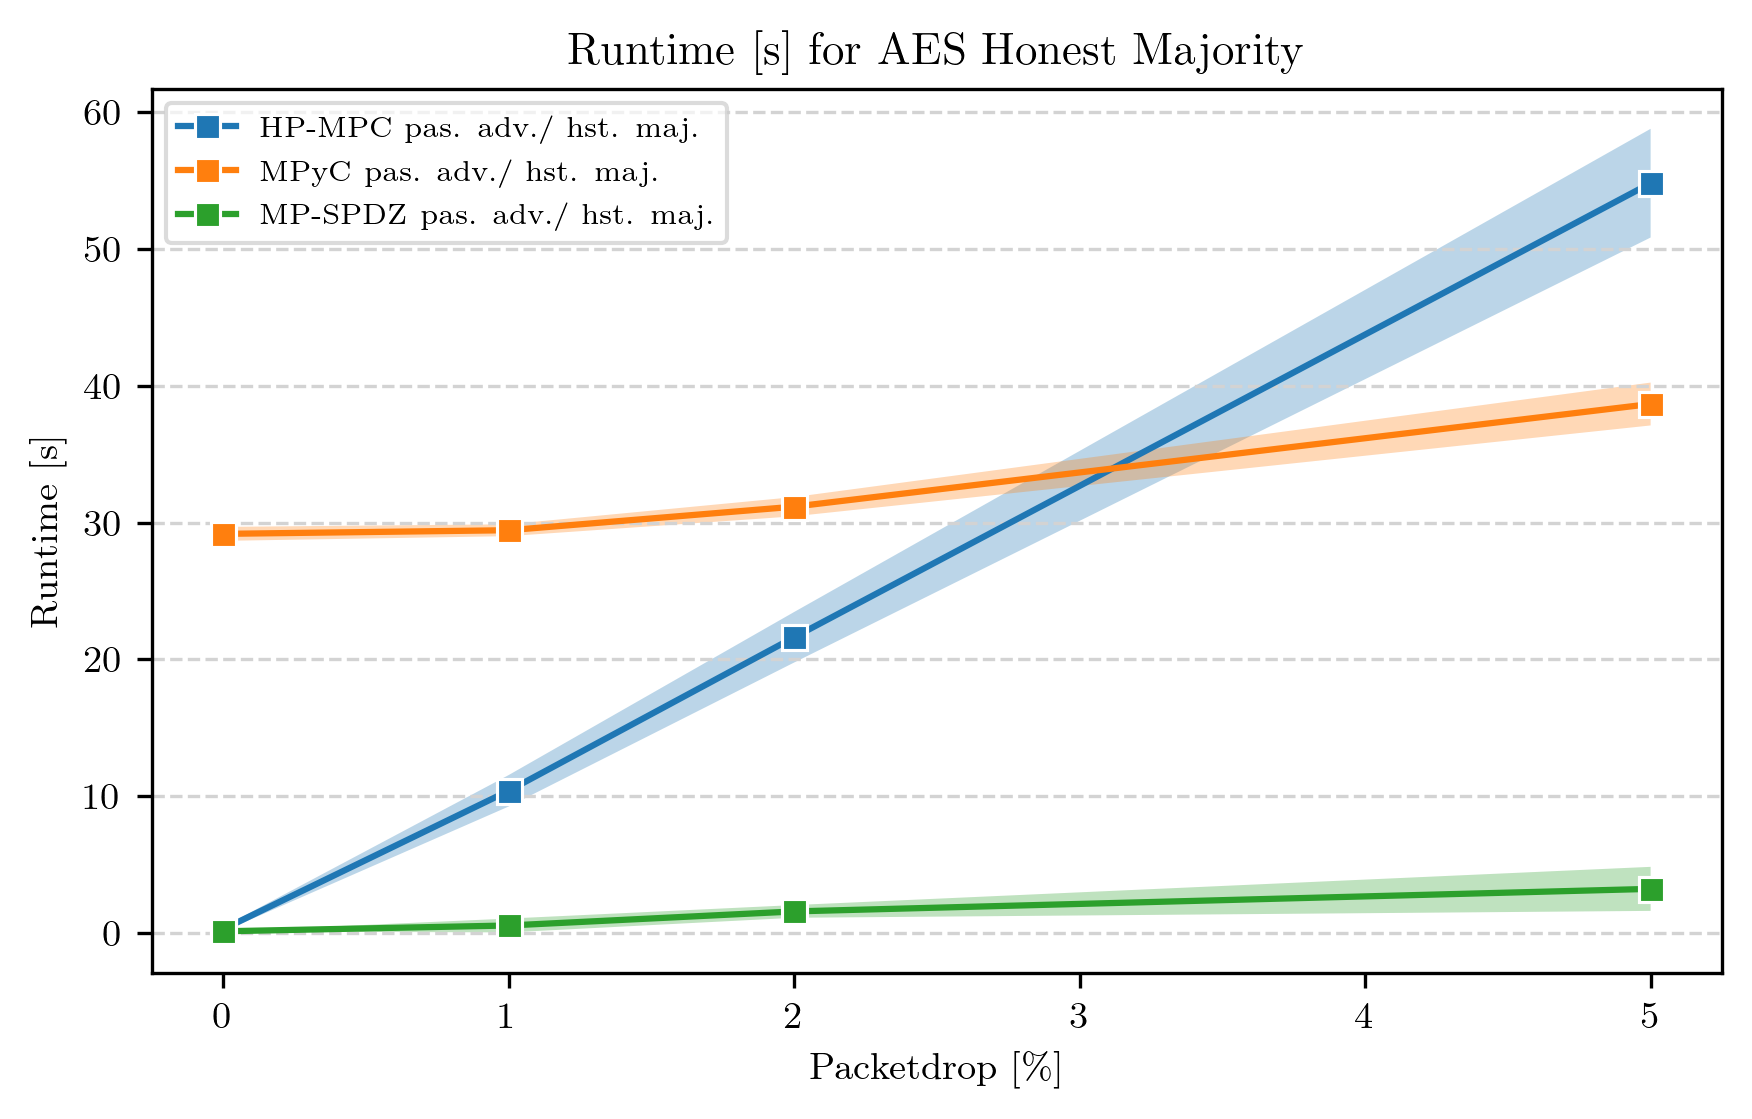 Runtime [s] for AES Honest Majority
HP-MPC pas. adv./ hst. maj.
MPyC pas. adv./ hst. maj.
MP-SPDZ pas. adv./ hst. maj.
60
50
40
30
20
10
0
Runtime [s]
0 1 2 3 4 5
Packetdrop [%]